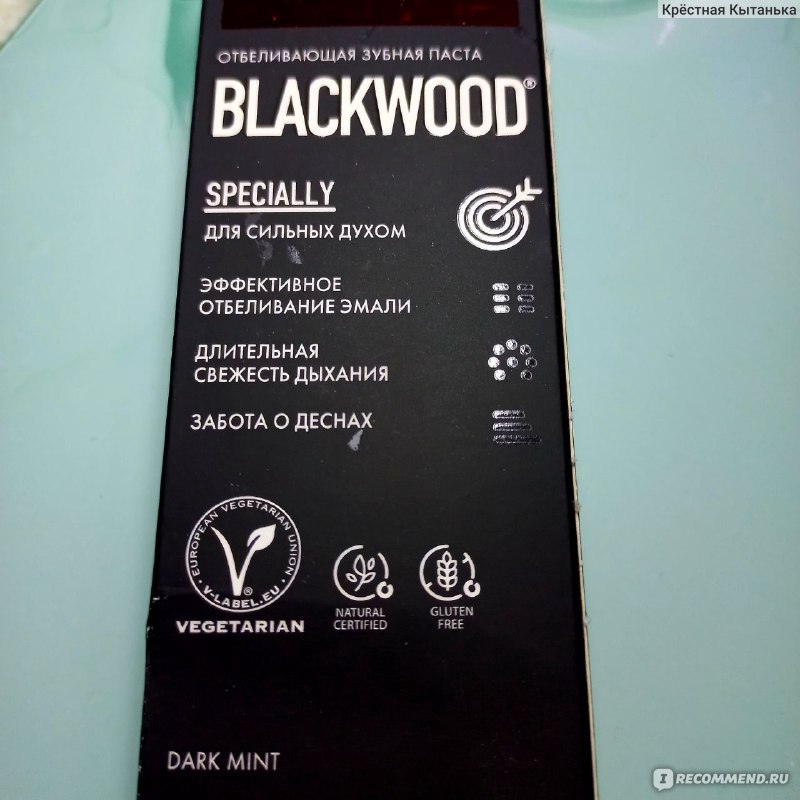 Крёстная Кытанька
ОТБЕЛИВАЮЩАЯ ЗУБНАЯ ПАСТА
BLACKWOOD®
SPECIALLY
ДЛЯ СИЛЬНЫХ ДУХОМ
ЭФФЕКТИВНОЕ
ОТБЕЛИВАНИЕ ЭМАЛИ
ДЛИТЕЛЬНАЯ
СВЕЖЕСТЬ ДЫХАНИЯ
ЗАБОТА О ДЕСНАХ
EUROPEAN VEGETARIAN UNION
®
V-LABEL.EU
VEGETARIAN
NATURAL
CERTIFIED
GLUTEN
FREE
DARK MINT
IRECOMMEND.RU